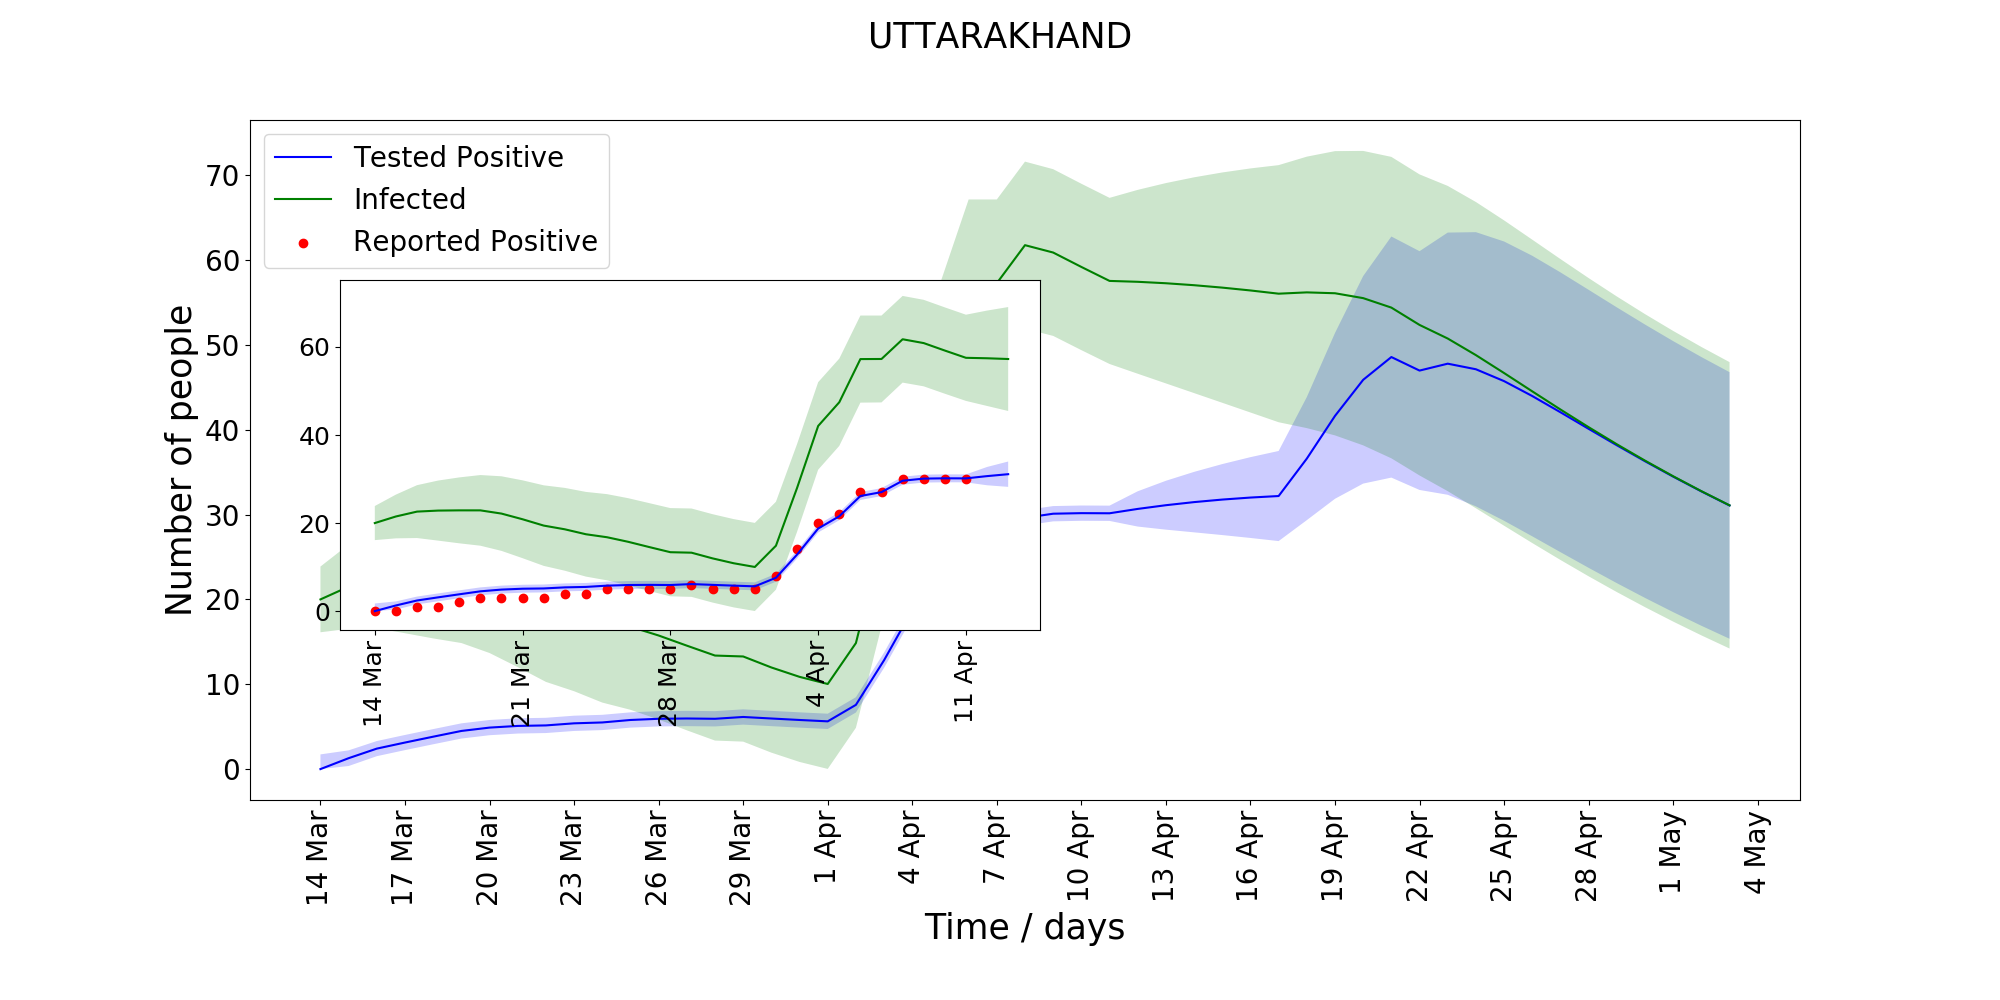 UTTARAKHAND
Tested Positive
Infected
Reported Positive
Number of people
70
60
50
40
30
20
10
0
60
40
20
0
14 Mar
21 Mar
28 Mar
4 Apr
11 Apr
14 Mar
17 Mar
20 Mar
23 Mar
26 Mar
29 Mar
1 Apr
4 Apr
7 Apr
10 Apr
13 Apr
16 Apr
19 Apr
22 Apr
25 Apr
28 Apr
1 May
4 May
Time / days